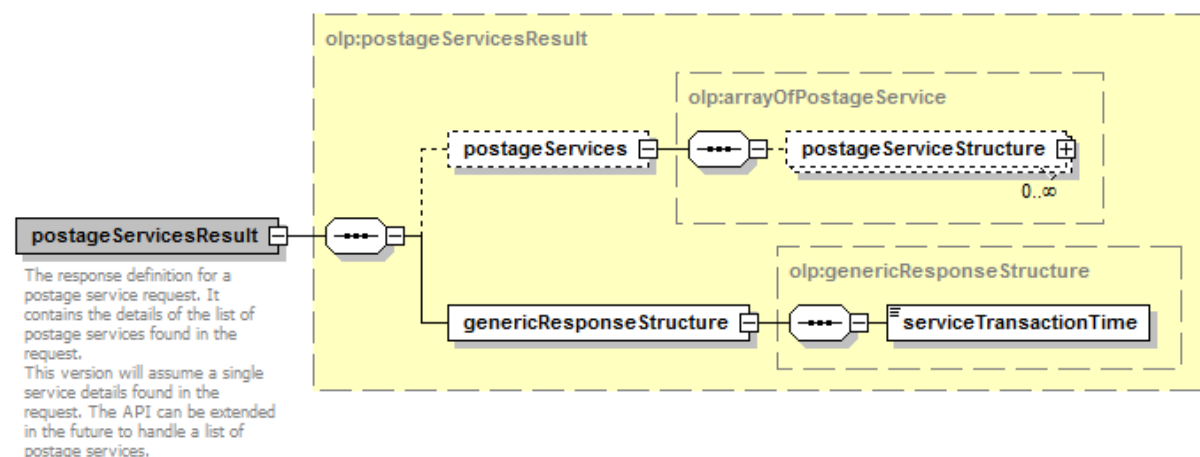 olp:postageServicesResult
olp:arrayOfPostageService
postageServices
postageServiceStructure
0..∞
postageServicesResult
The response definition for a
postage service request. It
contains the details of the list of
postage services found in the
request.
This version will assume a single
service details found in the
request. The API can be extended
in the future to handle a list of
postage services.
olp:genericResponseStructure
genericResponseStructure
serviceTransactionTime